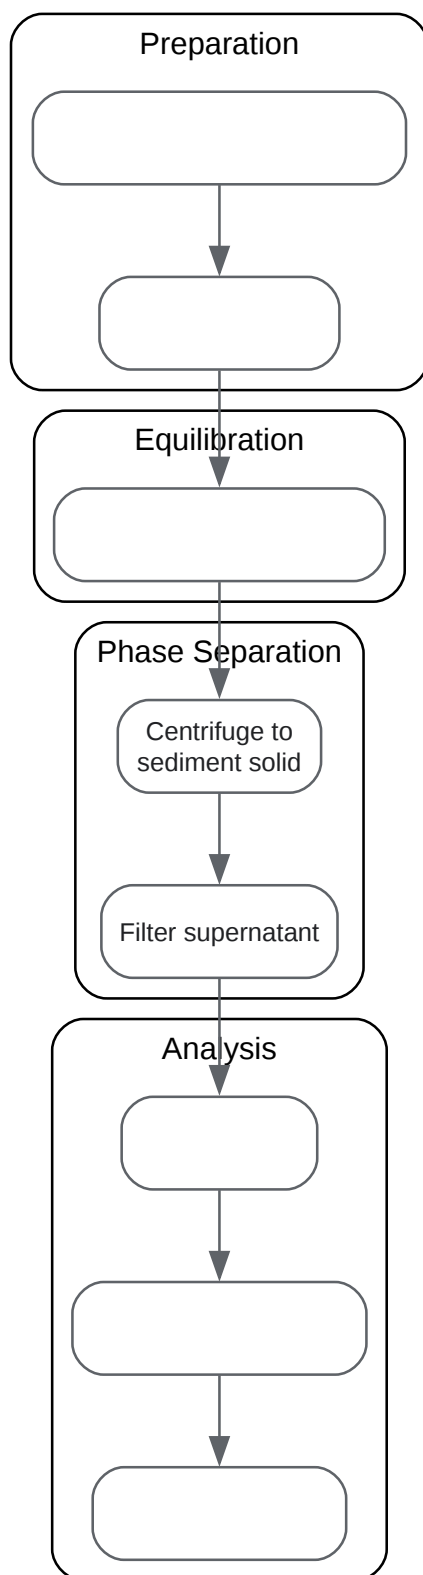 Preparation
Equilibration
Phase Separation
Centrifuge to
sediment solid
Filter supernatant
Analysis